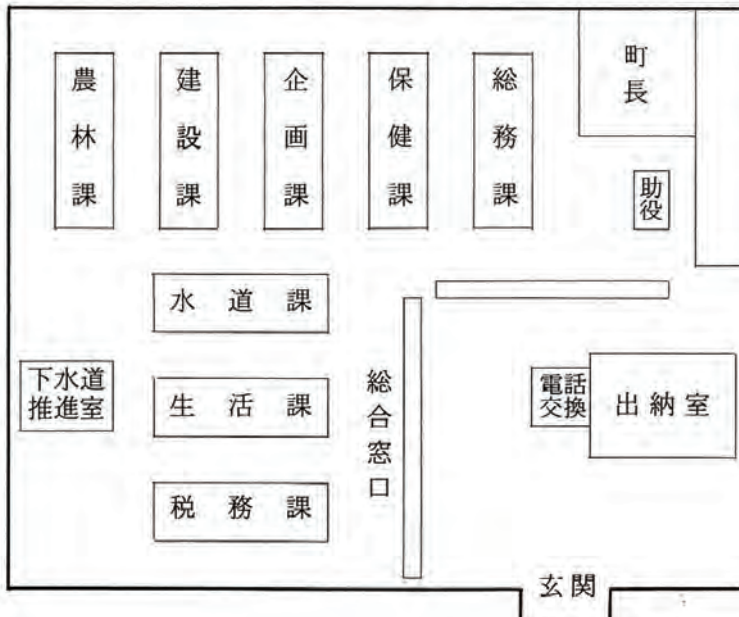 農林課
建設課
企画課
保健課
総務課
町長
助役
水道課
下水道
推進室
生活課
総合窓口
電話
交換
出納室
税務課
玄関